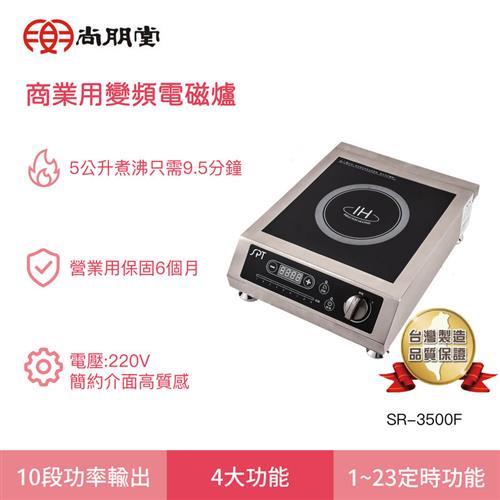 尚朋堂
商業用變頻電磁爐
5公升煮沸只需9.5分鐘
營業用保固6個月
電壓:220V
簡約介面高質感
IH
SPT
台灣製造
品質保證
SR-3500F
10段功率輸出
4大功能
1~23定時功能